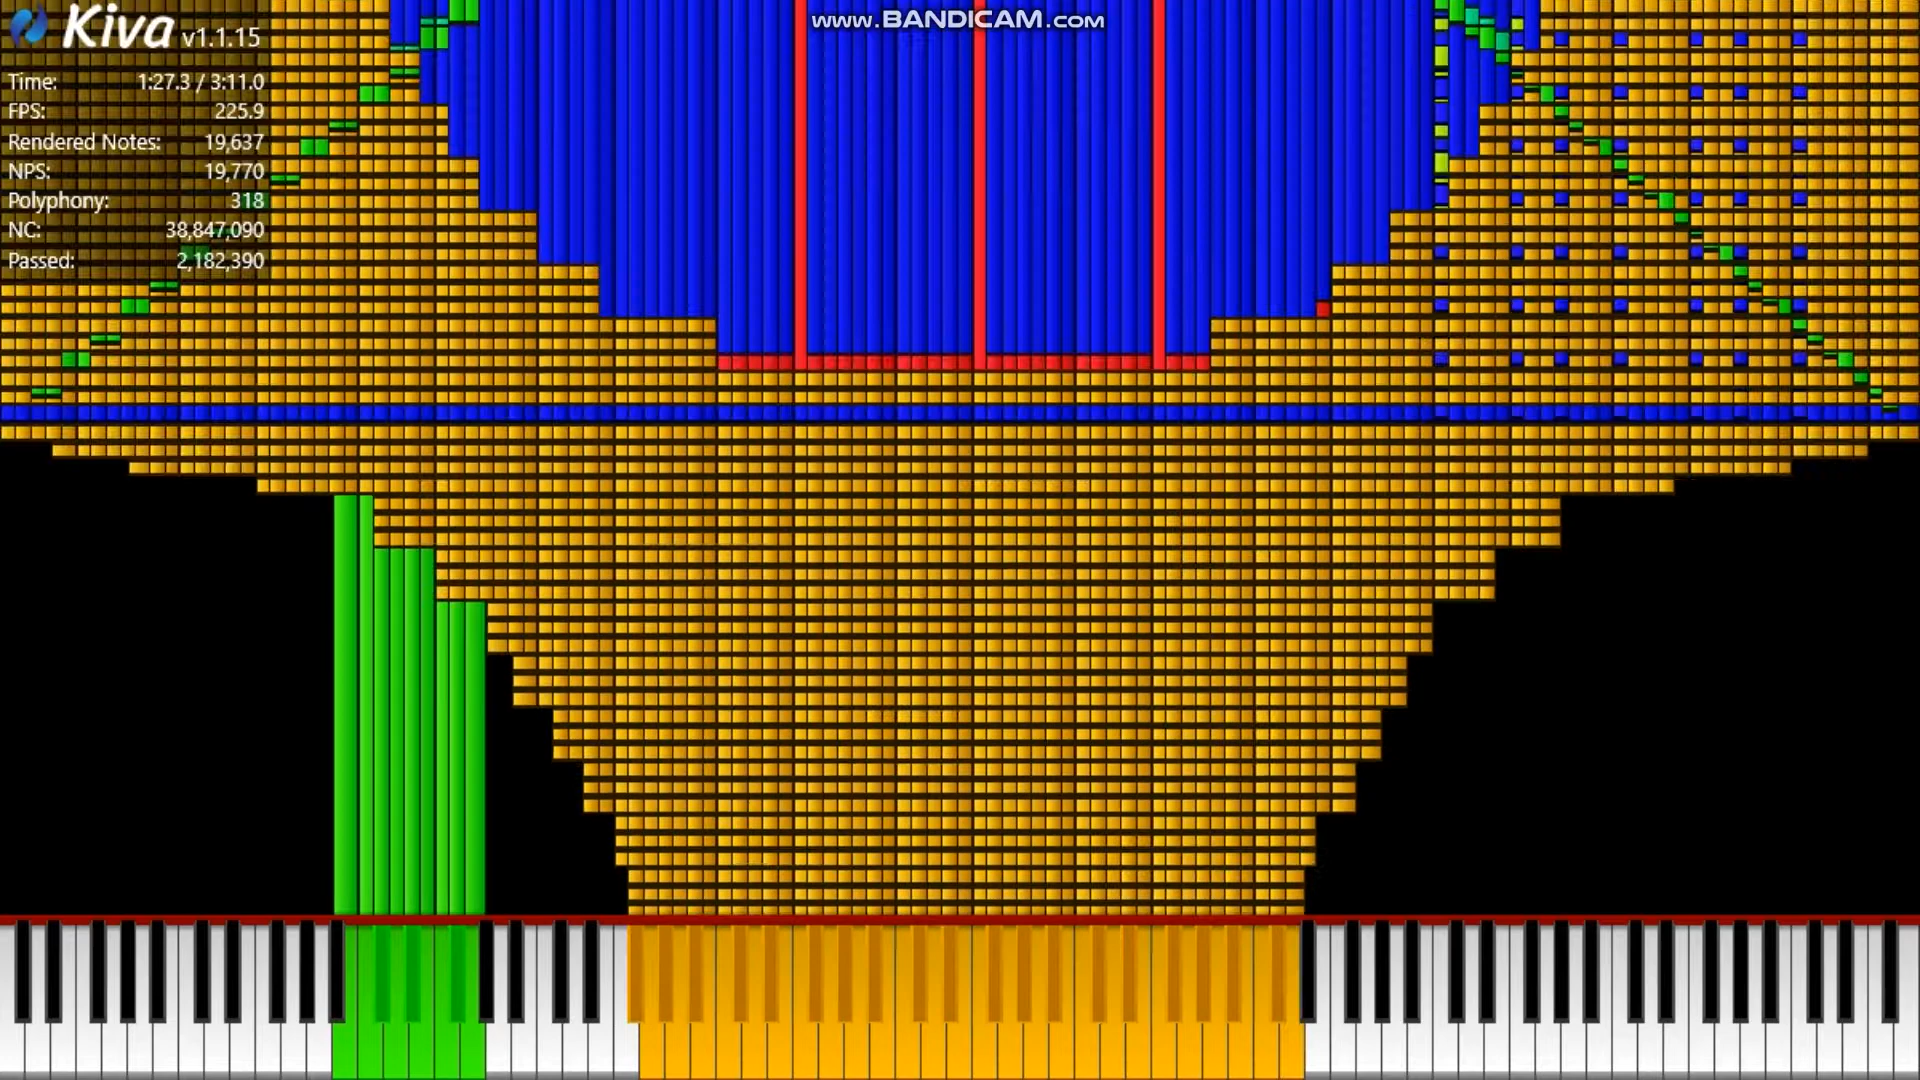 Kiva v1.1.15
www.BANDICAM.com
Time: 1:27.3 / 3:11.0
FPS: 225.9
Rendered Notes: 19,637
NPS: 19,770
Polyphony: 318
NC: 38,847,090
Passed: 2,182,390